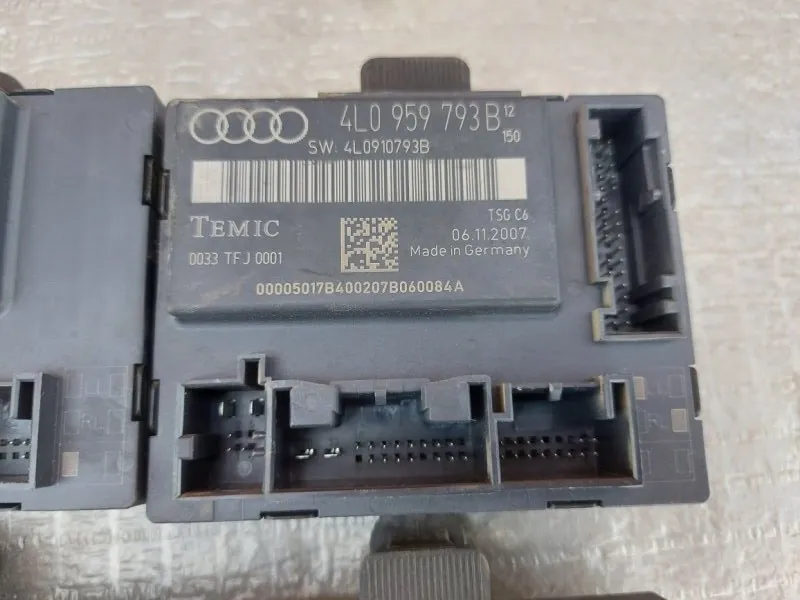 4L0 959 793B 12
150
SW: 4L0910793B
TEMIC
TSG C6
06.11.2007
0033 TFJ 0001
Made in Germany
00005017B400207B060084A